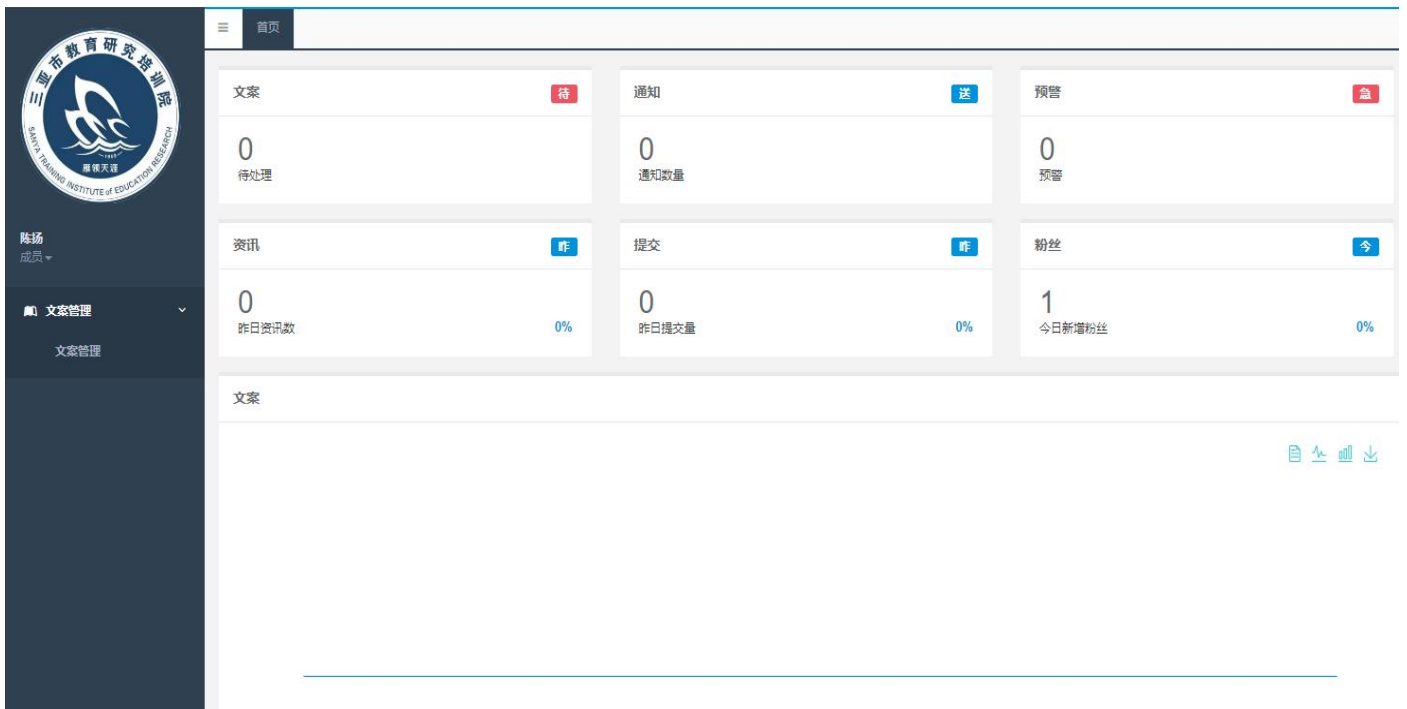 三亚市教育研究培训院
SANYA TRAINING INSTITUTE of EDUCATION RESEARCH
雁领天涯
陈扬
成员
文案管理
文案管理
首页
文案 待
0
待处理
通知 送
0
通知数量
预警 急
0
预警
资讯 昨
0
昨日资讯数 0%
提交 昨
0
昨日提交量 0%
粉丝 今
1
今日新增粉丝 0%
文案